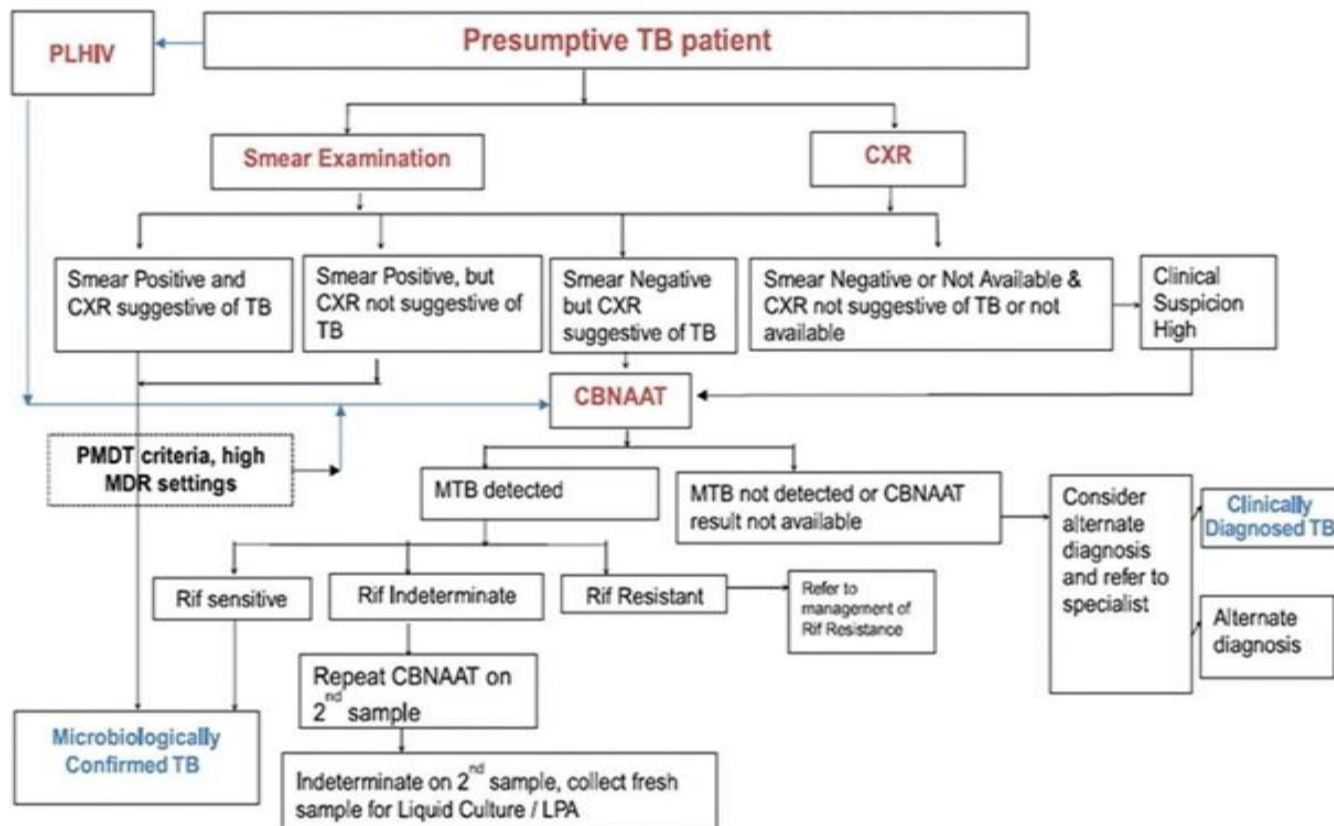 PLHIV
Presumptive TB patient
Smear Examination
CXR
Smear Positive and
CXR suggestive of TB
Smear Positive, but
CXR not suggestive of
TB
Smear Negative
but CXR
suggestive of TB
Smear Negative or Not Available &
CXR not suggestive of TB or not
available
Clinical
Suspicion
High
CBNAAT
PMDT criteria, high
MDR settings
MTB detected
MTB not detected or CBNAAT
result not available
Consider
alternate
diagnosis
and refer to
specialist
Clinically
Diagnosed TB
Alternate
diagnosis
Rif sensitive
Rif Indeterminate
Rif Resistant
Refer to
management of
Rif Resistance
Repeat CBNAAT on
2nd sample
Microbiologically
Confirmed TB
Indeterminate on 2nd sample, collect fresh
sample for Liquid Culture / LPA